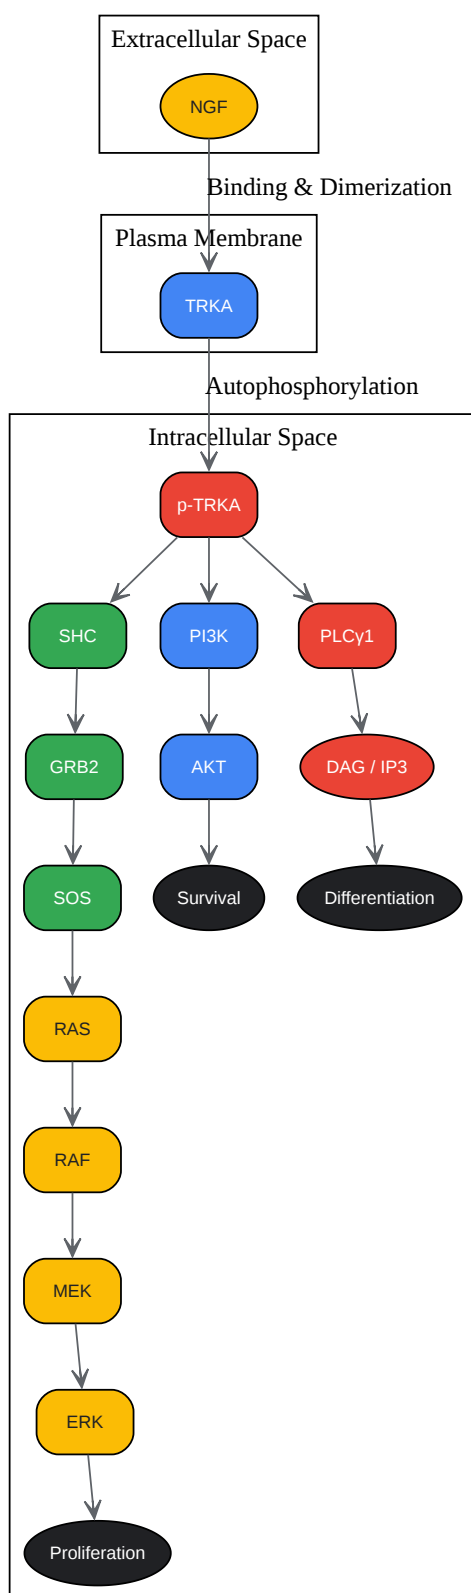 Extracellular Space
NGF
Binding & Dimerization
Plasma Membrane
TRKA
Autophosphorylation
Intracellular Space
p-TRKA
SHC
PI3K
PLCγ1
GRB2
AKT
DAG / IP3
SOS
Survival
Differentiation
RAS
RAF
MEK
ERK
Proliferation